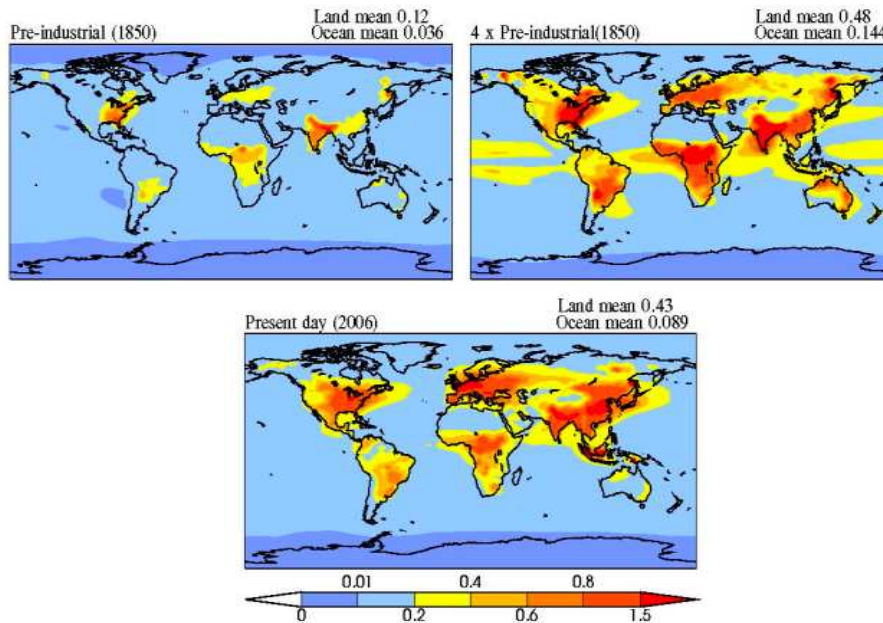 Pre-industrial (1850)
Land mean 0.12
Ocean mean 0.036
4 x Pre-industrial(1850)
Land mean 0.48
Ocean mean 0.144
Present day (2006)
Land mean 0.43
Ocean mean 0.089
0.01 0.4 0.8
0 0.2 0.6 1.5